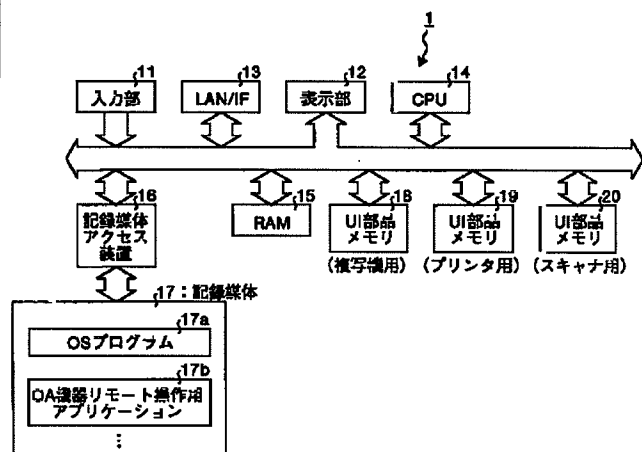 1
11 13 12 14
入力部 LAN/IF 表示部 CPU
16 15 18 19 20
記録媒体
アクセス
装置
RAM
UI部品
メモリ
(複写機用)
UI部品
メモリ
(プリンタ用)
UI部品
メモリ
(スキャナ用)
17：記録媒体
17a
OSプログラム
17b
OA機器リモート操作用
アプリケーション
⋮